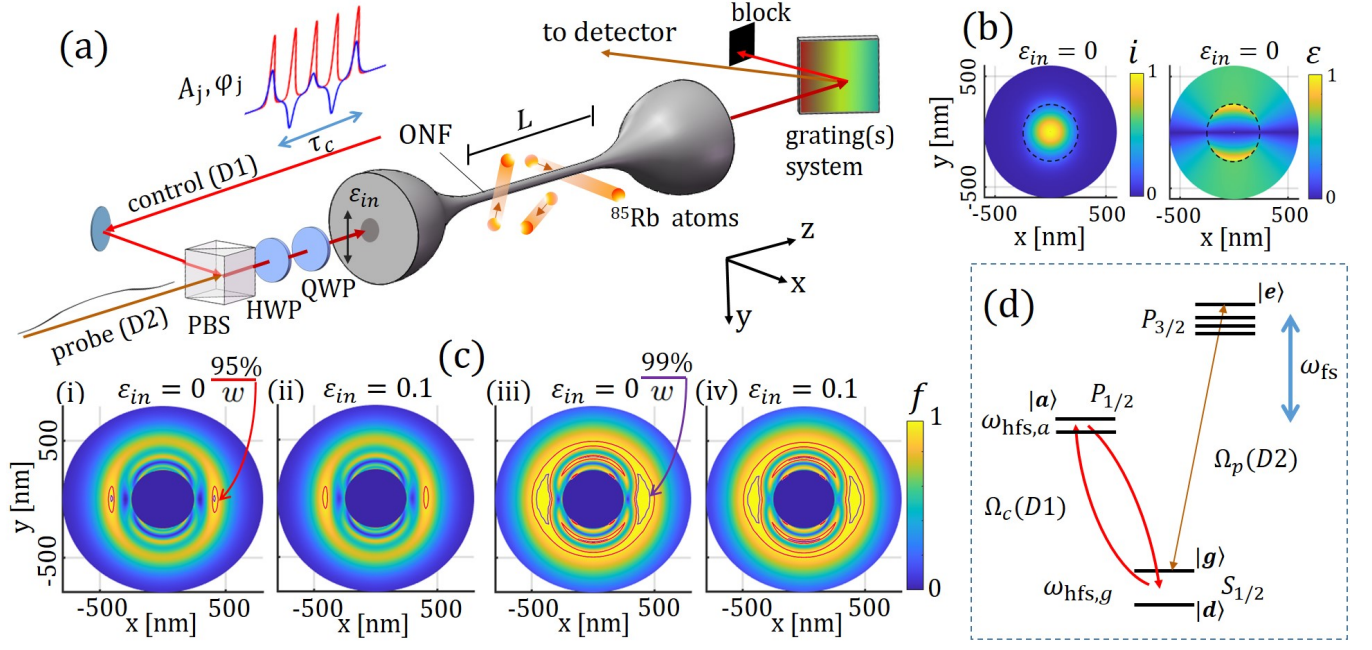 (a)
A_j, φ_j
τ_c
control (D1)
probe (D2)
PBS
HWP
QWP
ε_in
ONF
L
⁸⁵Rb atoms
to detector
block
grating(s)
system
z
x
y
(b)
ε_in = 0
i
1
0
ε_in = 0
ε
1
0
y [nm]
500
-500
-500
500
x [nm]
-500
500
x [nm]
(c)
(i)
ε_in = 0
95%
w
(ii)
ε_in = 0.1
(iii)
ε_in = 0
99%
w
(iv)
ε_in = 0.1
f
1
0
y [nm]
500
-500
-500
500
x [nm]
-500
500
x [nm]
-500
500
x [nm]
-500
500
x [nm]
(d)
|e⟩
P_3/2
ω_fs
|a⟩
P_1/2
ω_hfs,a
Ω_p(D2)
Ω_c(D1)
|g⟩
ω_hfs,g
S_1/2
|d⟩